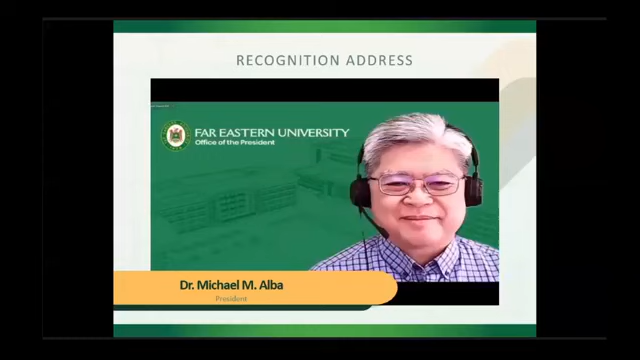 RECOGNITION ADDRESS
FAR EASTERN UNIVERSITY
Office of the President
Dr. Michael M. Alba
President